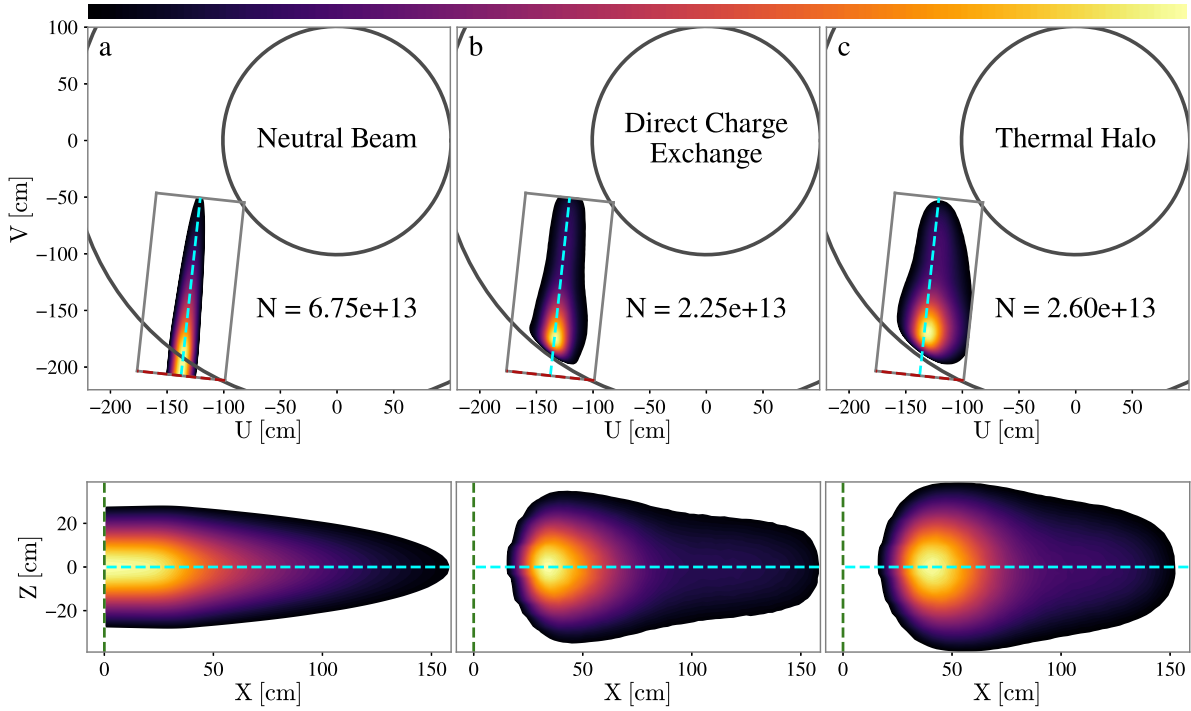 a
b
c
100
50
0
−50
−100
−150
−200
V [cm]
Neutral Beam
Direct Charge
Exchange
Thermal Halo
N = 6.75e+13
N = 2.25e+13
N = 2.60e+13
−200 −150 −100 −50 0 50
−200 −150 −100 −50 0 50
−200 −150 −100 −50 0 50
U [cm]
U [cm]
U [cm]
20
0
−20
Z [cm]
0 50 100 150
0 50 100 150
0 50 100 150
X [cm]
X [cm]
X [cm]